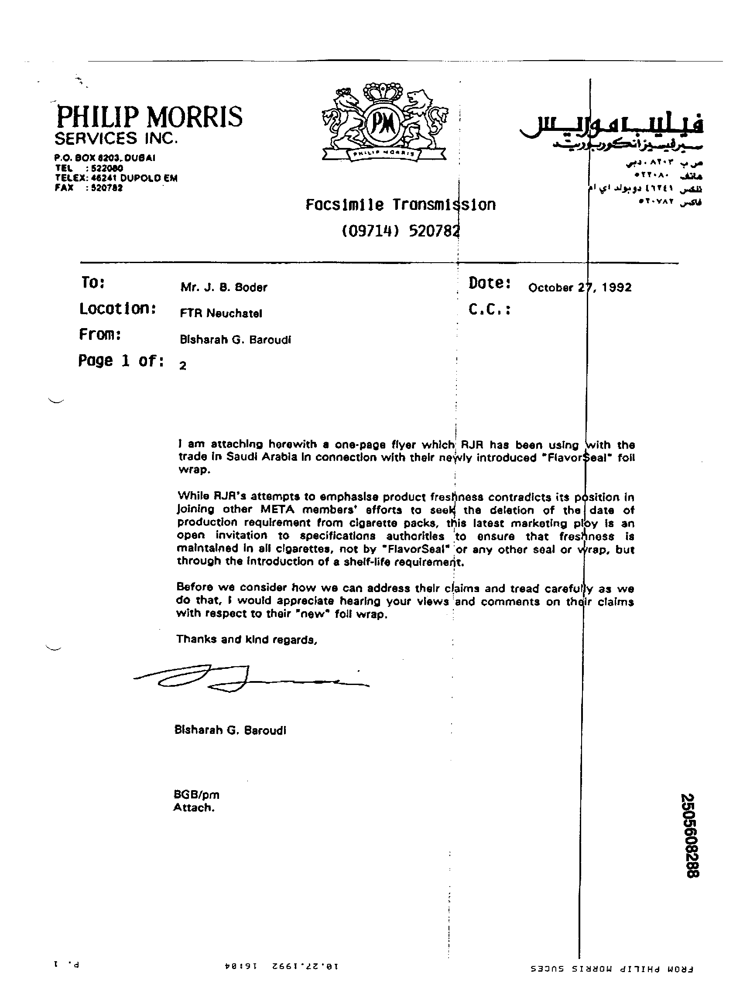 PHILIP MORRIS
SERVICES INC.
P.O. BOX 6203, DUBAI
TEL : 522080
TELEX: 46241 DUPOLD EM
FAX : 520782
PM
PHILIP MORRIS
فيليب موريس
سيرفيسيز انكوربوريتد
ص ب ٨٢٠٣ ، دبي
هاتف ٥٢٢٠٨٠
تلكس ٤٦٢٤١ دوبولد اي ام
فاكس ٥٢٠٧٨٢
Facsimile Transmission
(09714) 520782
To: Mr. J. B. Boder Date: October 27, 1992
Location: FTR Neuchatel C.C.:
From: Bisharah G. Baroudi
Page 1 of: 2
I am attaching herewith a one-page flyer which RJR has been using with the
trade in Saudi Arabia in connection with their newly introduced "FlavorSeal" foil
wrap.
While RJR's attempts to emphasise product freshness contradicts its position in
joining other META members' efforts to seek the deletion of the date of
production requirement from cigarette packs, this latest marketing ploy is an
open invitation to specifications authorities to ensure that freshness is
maintained in all cigarettes, not by "FlavorSeal" or any other seal or wrap, but
through the introduction of a shelf-life requirement.
Before we consider how we can address their claims and tread carefully as we
do that, I would appreciate hearing your views and comments on their claims
with respect to their "new" foil wrap.
Thanks and kind regards,
Bisharah G. Baroudi
BGB/pm
Attach.
2505608288
FROM PHILIP MORRIS SUCES 10.27.1992 16:04 P. 1